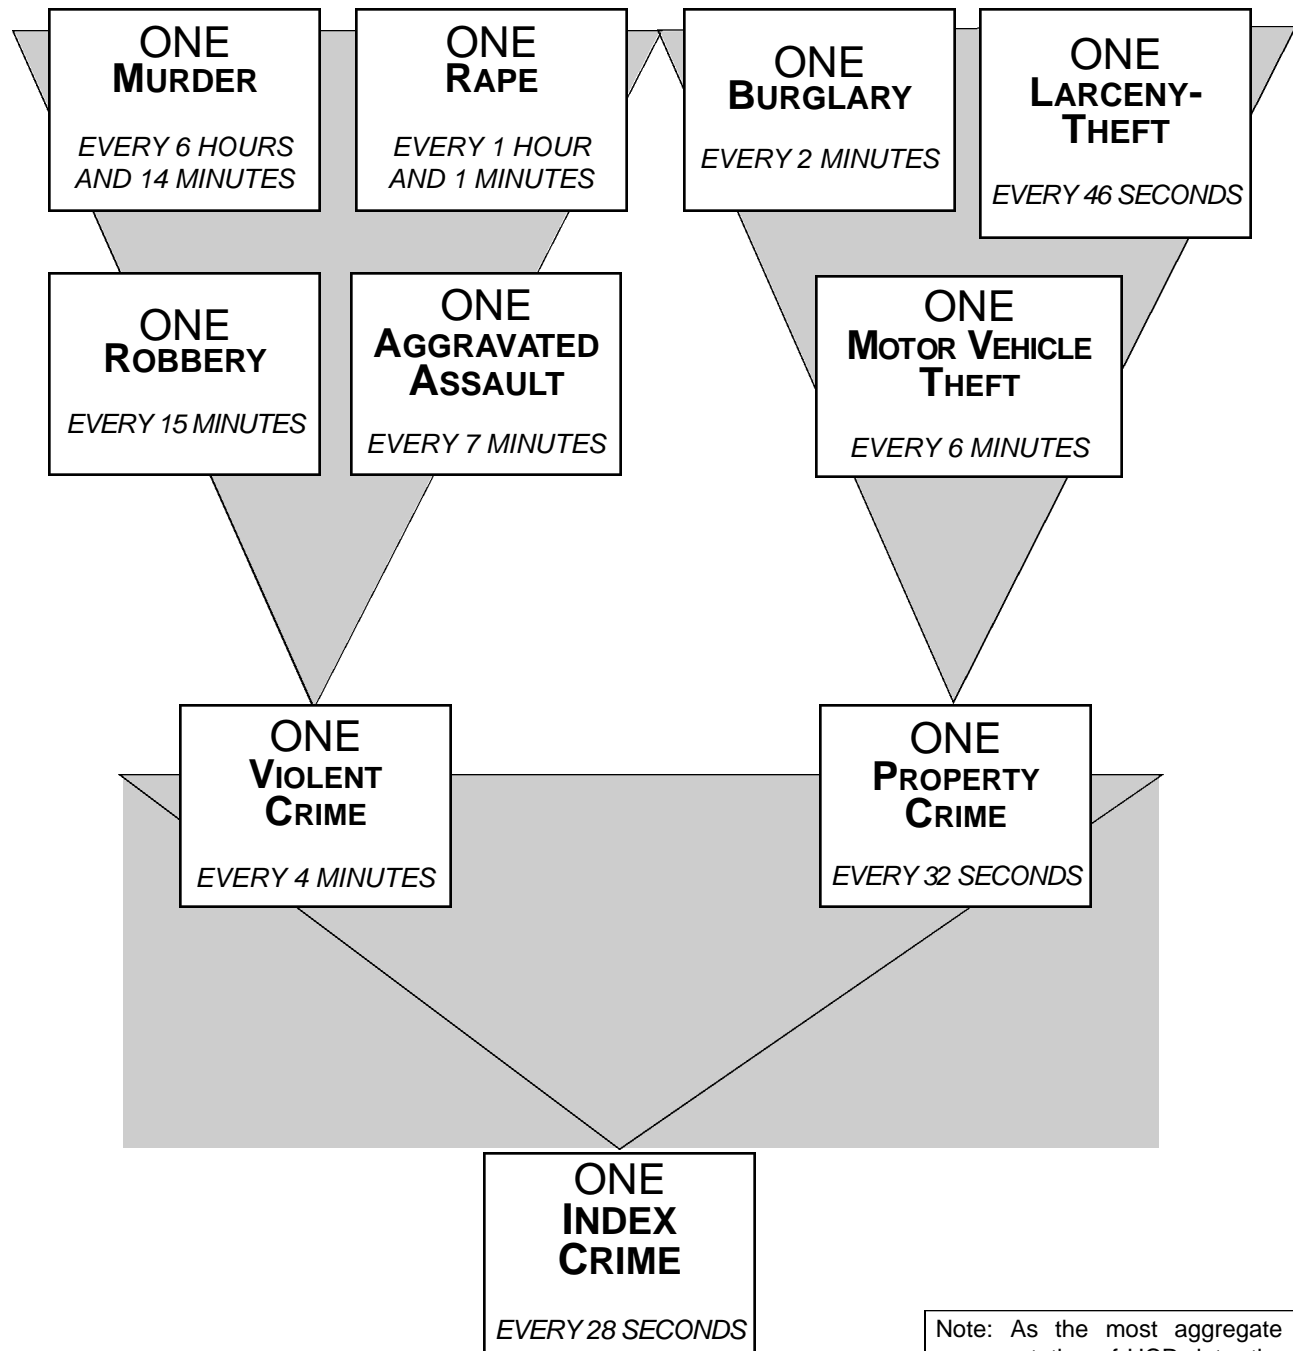 ONE
MURDER
EVERY 6 HOURS
AND 14 MINUTES
ONE
RAPE
EVERY 1 HOUR
AND 1 MINUTES
ONE
BURGLARY
EVERY 2 MINUTES
ONE
LARCENY-
THEFT
EVERY 46 SECONDS
ONE
ROBBERY
EVERY 15 MINUTES
ONE
AGGRAVATED
ASSAULT
EVERY 7 MINUTES
ONE
MOTOR VEHICLE
THEFT
EVERY 6 MINUTES
ONE
VIOLENT
CRIME
EVERY 4 MINUTES
ONE
PROPERTY
CRIME
EVERY 32 SECONDS
ONE
INDEX
CRIME
EVERY 28 SECONDS
Note: As the most aggregate